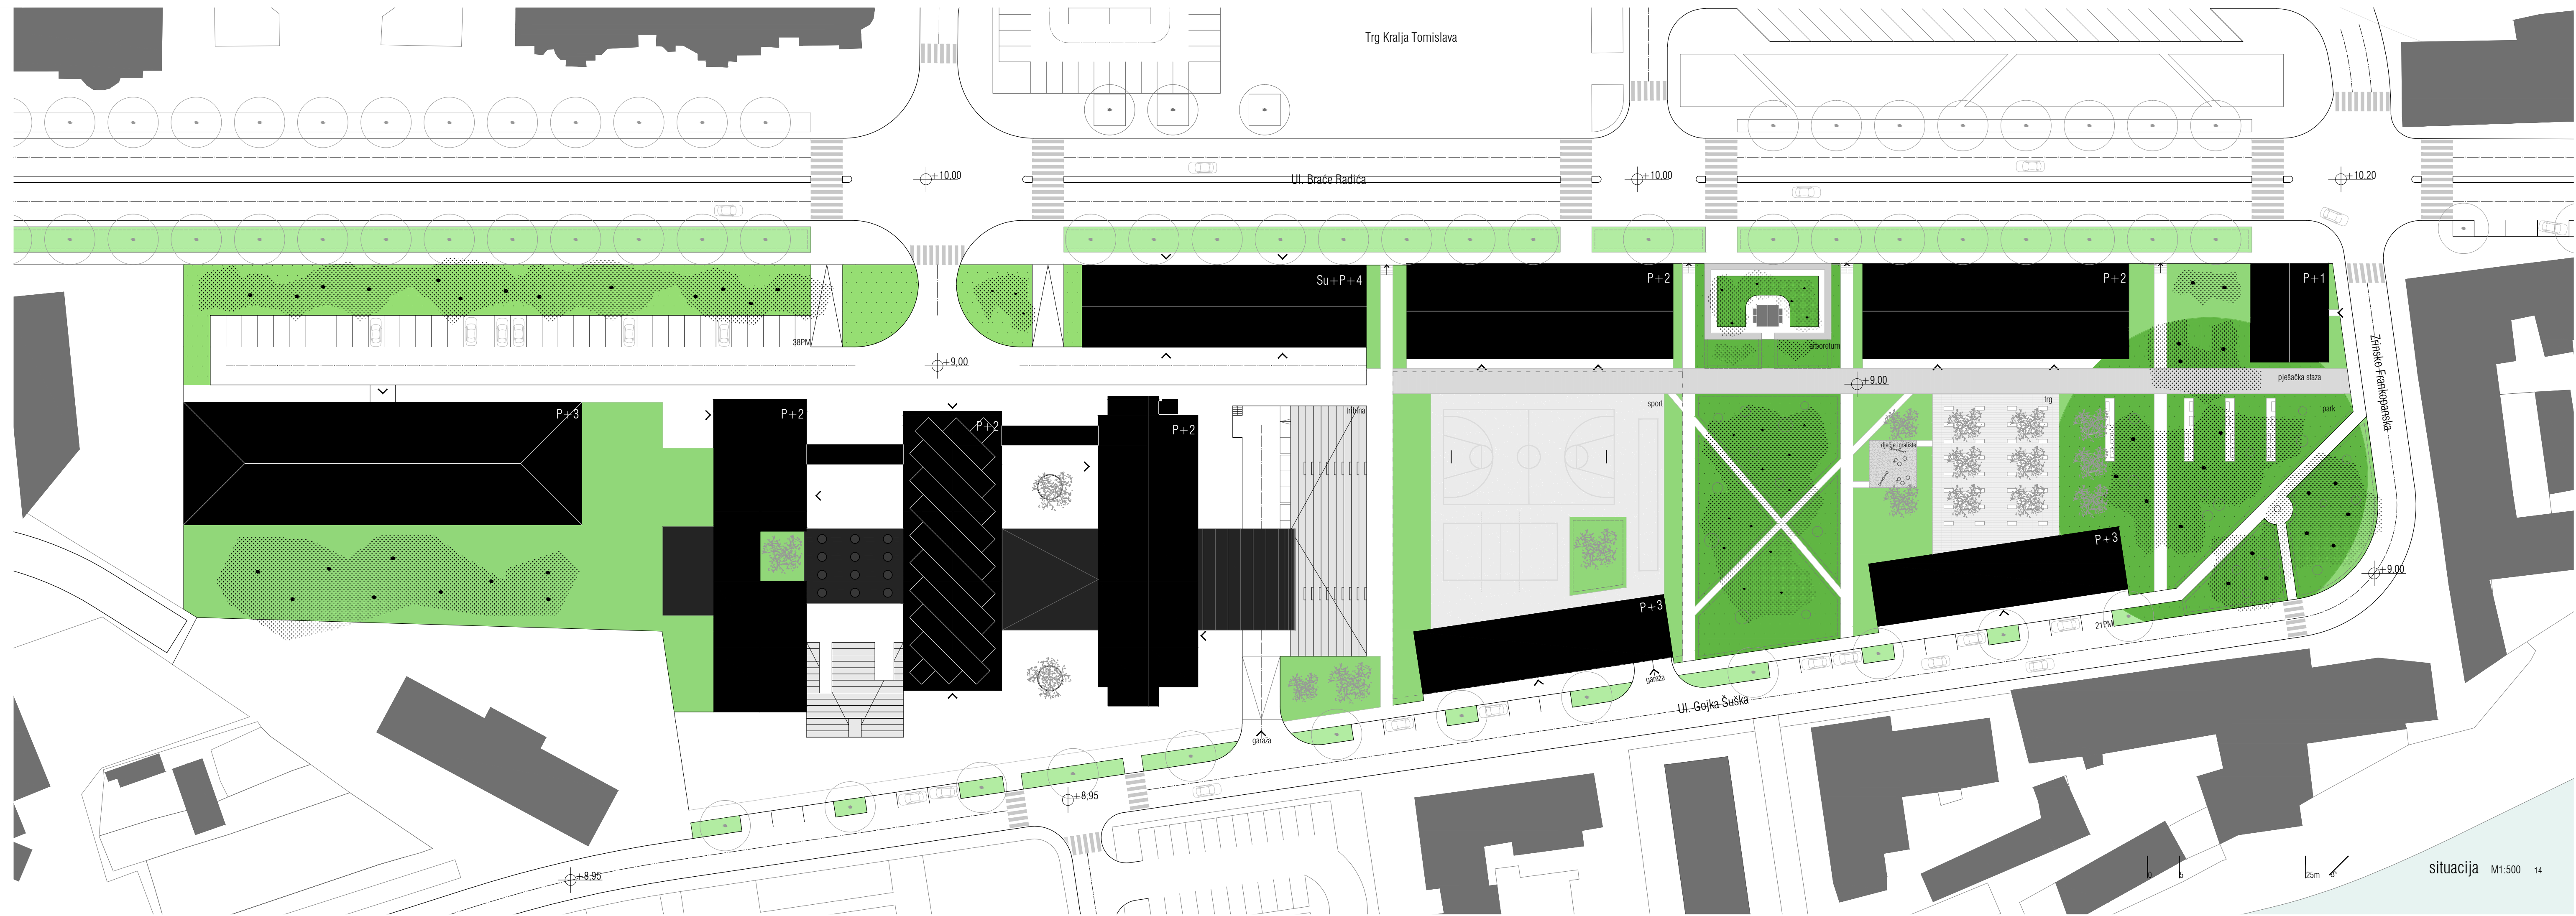 Trg Kralja Tomislava
+10,00
Ul. Braće Radića
+10,00
+10,20
Su+P+4
P+2
P+2
P+1
38PM
+9,00
arboretum
+9,00
pješačka staza
Zrinsko Frankopanska
P+3
P+2
P+2
P+2
tribina
sport
trg
park
dječje igralište
P+3
P+3
+9,00
21PM
garaža
Ul. Gojka Šuška
garaža
+8,95
+8,95
0 5 25m S
situacija M1:500 14